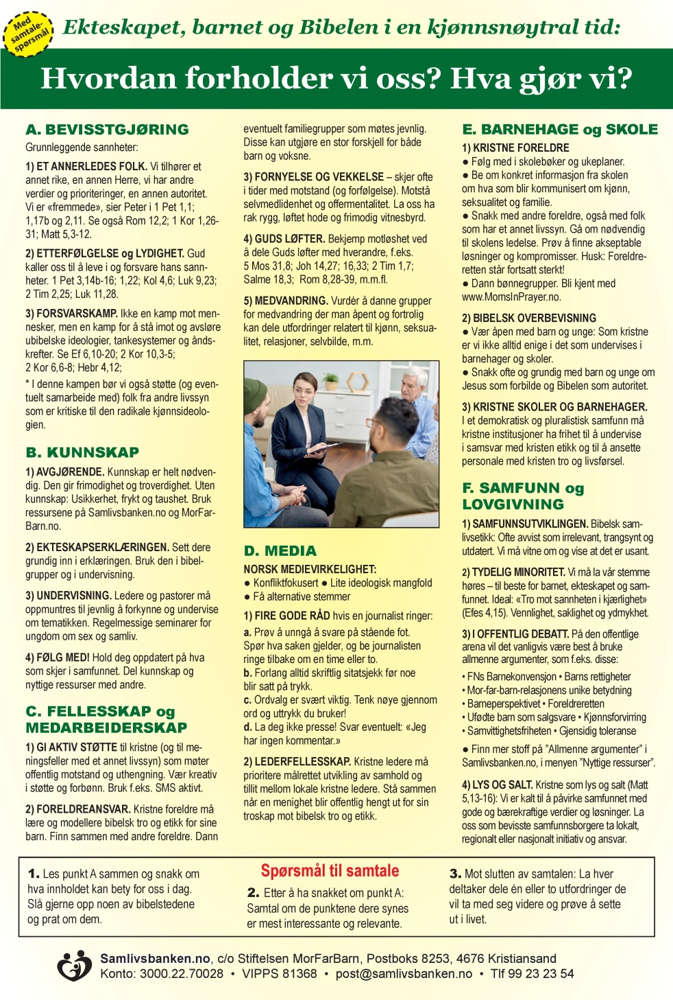 Med
samtale-
spørsmål
Ekteskapet, barnet og Bibelen i en kjønnsnøytral tid:
Hvordan forholder vi oss? Hva gjør vi?
A. BEVISSTGJØRING
Grunnleggende sannheter:
1) ET ANNERLEDES FOLK. Vi tilhører et
annet rike, en annen Herre, vi har andre
verdier og prioriteringer, en annen autoritet.
Vi er «fremmede», sier Peter i 1 Pet 1,1;
1,17b og 2,11. Se også Rom 12,2; 1 Kor 1,26-
31; Matt 5,3-12.
2) ETTERFØLGELSE og LYDIGHET. Gud
kaller oss til å leve i og forsvare hans sann-
heter. 1 Pet 3,14b-16; 1,22; Kol 4,6; Luk 9,23;
2 Tim 2,25; Luk 11,28.
3) FORSVARSKAMP. Ikke en kamp mot men-
nesker, men en kamp for å stå imot og avsløre
ubibelske ideologier, tankesystemer og ånds-
krefter. Se Ef 6,10-20; 2 Kor 10,3-5;
2 Kor 6,6-8; Hebr 4,12;
* I denne kampen bør vi også støtte (og even-
tuelt samarbeide med) folk fra andre livssyn
som er kritiske til den radikale kjønnsideolo-
gien.
B. KUNNSKAP
1) AVGJØRENDE. Kunnskap er helt nødven-
dig. Den gir frimodighet og troverdighet. Uten
kunnskap: Usikkerhet, frykt og taushet. Bruk
ressursene på Samlivsbanken.no og MorFar-
Barn.no.
2) EKTESKAPSERKLÆRINGEN. Sett dere
grundig inn i erklæringen. Bruk den i bibel-
grupper og i undervisning.
3) UNDERVISNING. Ledere og pastorer må
oppmuntres til jevnlig å forkynne og undervise
om tematikken. Regelmessige seminarer for
ungdom om sex og samliv.
4) FØLG MED! Hold deg oppdatert på hva
som skjer i samfunnet. Del kunnskap og
nyttige ressurser med andre.
C. FELLESSKAP og
MEDARBEIDERSKAP
1) GI AKTIV STØTTE til kristne (og til me-
ningsfeller med et annet livssyn) som møter
offentlig motstand og uthengning. Vær kreativ
i støtte og forbønn. Bruk f.eks. SMS aktivt.
2) FORELDREANSVAR. Kristne foreldre må
lære og modellere bibelsk tro og etikk for sine
barn. Finn sammen med andre foreldre. Dann
eventuelt familiegrupper som møtes jevnlig.
Disse kan utgjøre en stor forskjell for både
barn og voksne.
3) FORNYELSE OG VEKKELSE – skjer ofte
i tider med motstand (og forfølgelse). Motstå
selvmedlidenhet og offermentalitet. La oss ha
rak rygg, løftet hode og frimodig vitnesbyrd.
4) GUDS LØFTER. Bekjemp motløshet ved
å dele Guds løfter med hverandre, f.eks.
5 Mos 31,8; Joh 14,27; 16,33; 2 Tim 1,7;
Salme 18,3; Rom 8,28-39, m.m.fl.
5) MEDVANDRING. Vurdér å danne grupper
for medvandring der man åpent og fortrolig
kan dele utfordringer relatert til kjønn, seksua-
litet, relasjoner, selvbilde, m.m.
D. MEDIA
NORSK MEDIEVIRKELIGHET:
● Konfliktfokusert ● Lite ideologisk mangfold
● Få alternative stemmer
1) FIRE GODE RÅD hvis en journalist ringer:
a. Prøv å unngå å svare på stående fot.
Spør hva saken gjelder, og be journalisten
ringe tilbake om en time eller to.
b. Forlang alltid skriftlig sitatsjekk før noe
blir satt på trykk.
c. Ordvalg er svært viktig. Tenk nøye gjennom
ord og uttrykk du bruker!
d. La deg ikke presse! Svar eventuelt: «Jeg
har ingen kommentar.»
2) LEDERFELLESSKAP. Kristne ledere må
prioritere målrettet utvikling av samhold og
tillit mellom lokale kristne ledere. Stå sammen
når en menighet blir offentlig hengt ut for sin
troskap mot bibelsk tro og etikk.
E. BARNEHAGE og SKOLE
1) KRISTNE FORELDRE
● Følg med i skolebøker og ukeplaner.
● Be om konkret informasjon fra skolen
om hva som blir kommunisert om kjønn,
seksualitet og familie.
● Snakk med andre foreldre, også med folk
som har et annet livssyn. Gå om nødvendig
til skolens ledelse. Prøv å finne akseptable
løsninger og kompromisser. Husk: Foreldre-
retten står fortsatt sterkt!
● Dann bønnegrupper. Bli kjent med
www.MomsInPrayer.no.
2) BIBELSK OVERBEVISNING
● Vær åpen med barn og unge: Som kristne
er vi ikke alltid enige i det som undervises i
barnehager og skoler.
● Snakk ofte og grundig med barn og unge om
Jesus som forbilde og Bibelen som autoritet.
3) KRISTNE SKOLER OG BARNEHAGER.
I et demokratisk og pluralistisk samfunn må
kristne institusjoner ha frihet til å undervise
i samsvar med kristen etikk og til å ansette
personale med kristen tro og livsførsel.
F. SAMFUNN og
LOVGIVNING
1) SAMFUNNSUTVIKLINGEN. Bibelsk sam-
livsetikk: Ofte avvist som irrelevant, trangsynt og
utdatert. Vi må vitne om og vise at det er usant.
2) TYDELIG MINORITET. Vi må la vår stemme
høres – til beste for barnet, ekteskapet og sam-
funnet. Ideal: «Tro mot sannheten i kjærlighet»
(Efes 4,15). Vennlighet, saklighet og ydmykhet.
3) I OFFENTLIG DEBATT. På den offentlige
arena vil det vanligvis være best å bruke
allmenne argumenter, som f.eks. disse:
• FNs Barnekonvensjon • Barns rettigheter
• Mor-far-barn-relasjonens unike betydning
• Barneperspektivet • Foreldreretten
• Ufødte barn som salgsvare • Kjønnsforvirring
• Samvittighetsfriheten • Gjensidig toleranse
● Finn mer stoff på ”Allmenne argumenter” i
Samlivsbanken.no, i menyen ”Nyttige ressurser”.
4) LYS OG SALT. Kristne som lys og salt (Matt
5,13-16): Vi er kalt til å påvirke samfunnet med
gode og bærekraftige verdier og løsninger. La
oss som bevisste samfunnsborgere ta lokalt,
regionalt eller nasjonalt initiativ og ansvar.
Spørsmål til samtale
1. Les punkt A sammen og snakk om
hva innholdet kan bety for oss i dag.
Slå gjerne opp noen av bibelstedene
og prat om dem.
2. Etter å ha snakket om punkt A:
Samtal om de punktene dere synes
er mest interessante og relevante.
3. Mot slutten av samtalen: La hver
deltaker dele én eller to utfordringer de
vil ta med seg videre og prøve å sette
ut i livet.
Samlivsbanken.no, c/o Stiftelsen MorFarBarn, Postboks 8253, 4676 Kristiansand
Konto: 3000.22.70028 • VIPPS 81368 • post@samlivsbanken.no • Tlf 99 23 23 54